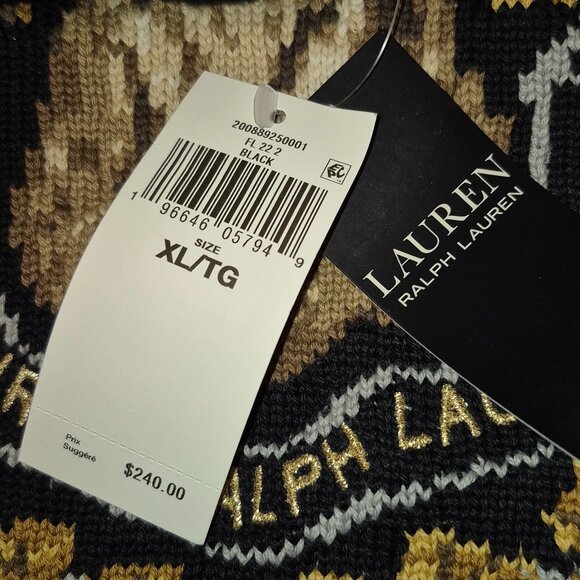 200889250001
FL 22 2
BLACK
1 96646 05794 9
SIZE
XL/TG
Prix
Suggéré
$240.00
LAUREN
RALPH LAUREN
RALPH LAU